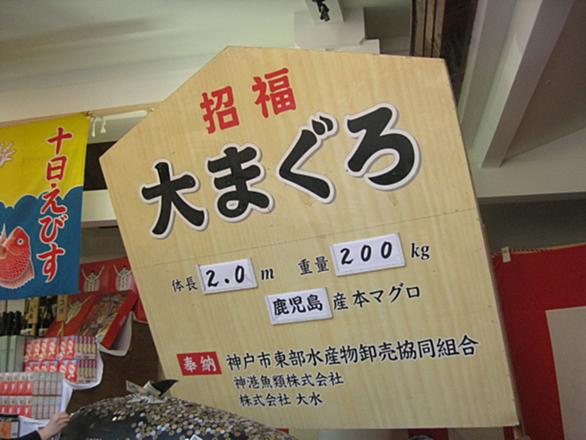 招福
大まぐろ
体長 2.0 m 重量 200 kg
鹿児島 産本マグロ
奉納 神戸市東部水産物卸売協同組合
神港魚類株式会社
株式会社 大水
十日えびす